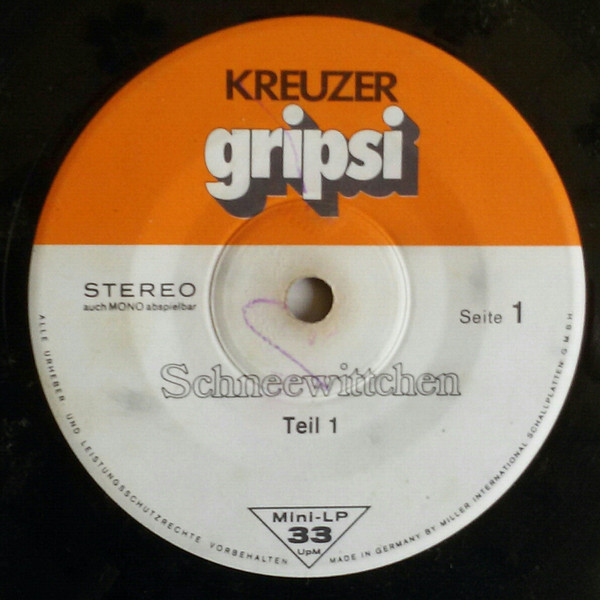 KREUZER
gripsi
STEREO
auch MONO abspielbar
Seite 1
Schneewittchen
Teil 1
Mini-LP
33
UpM
ALLE URHEBER- UND LEISTUNGSSCHUTZRECHTE VORBEHALTEN
MADE IN GERMANY BY MILLER INTERNATIONAL SCHALLPLATTEN GMBH